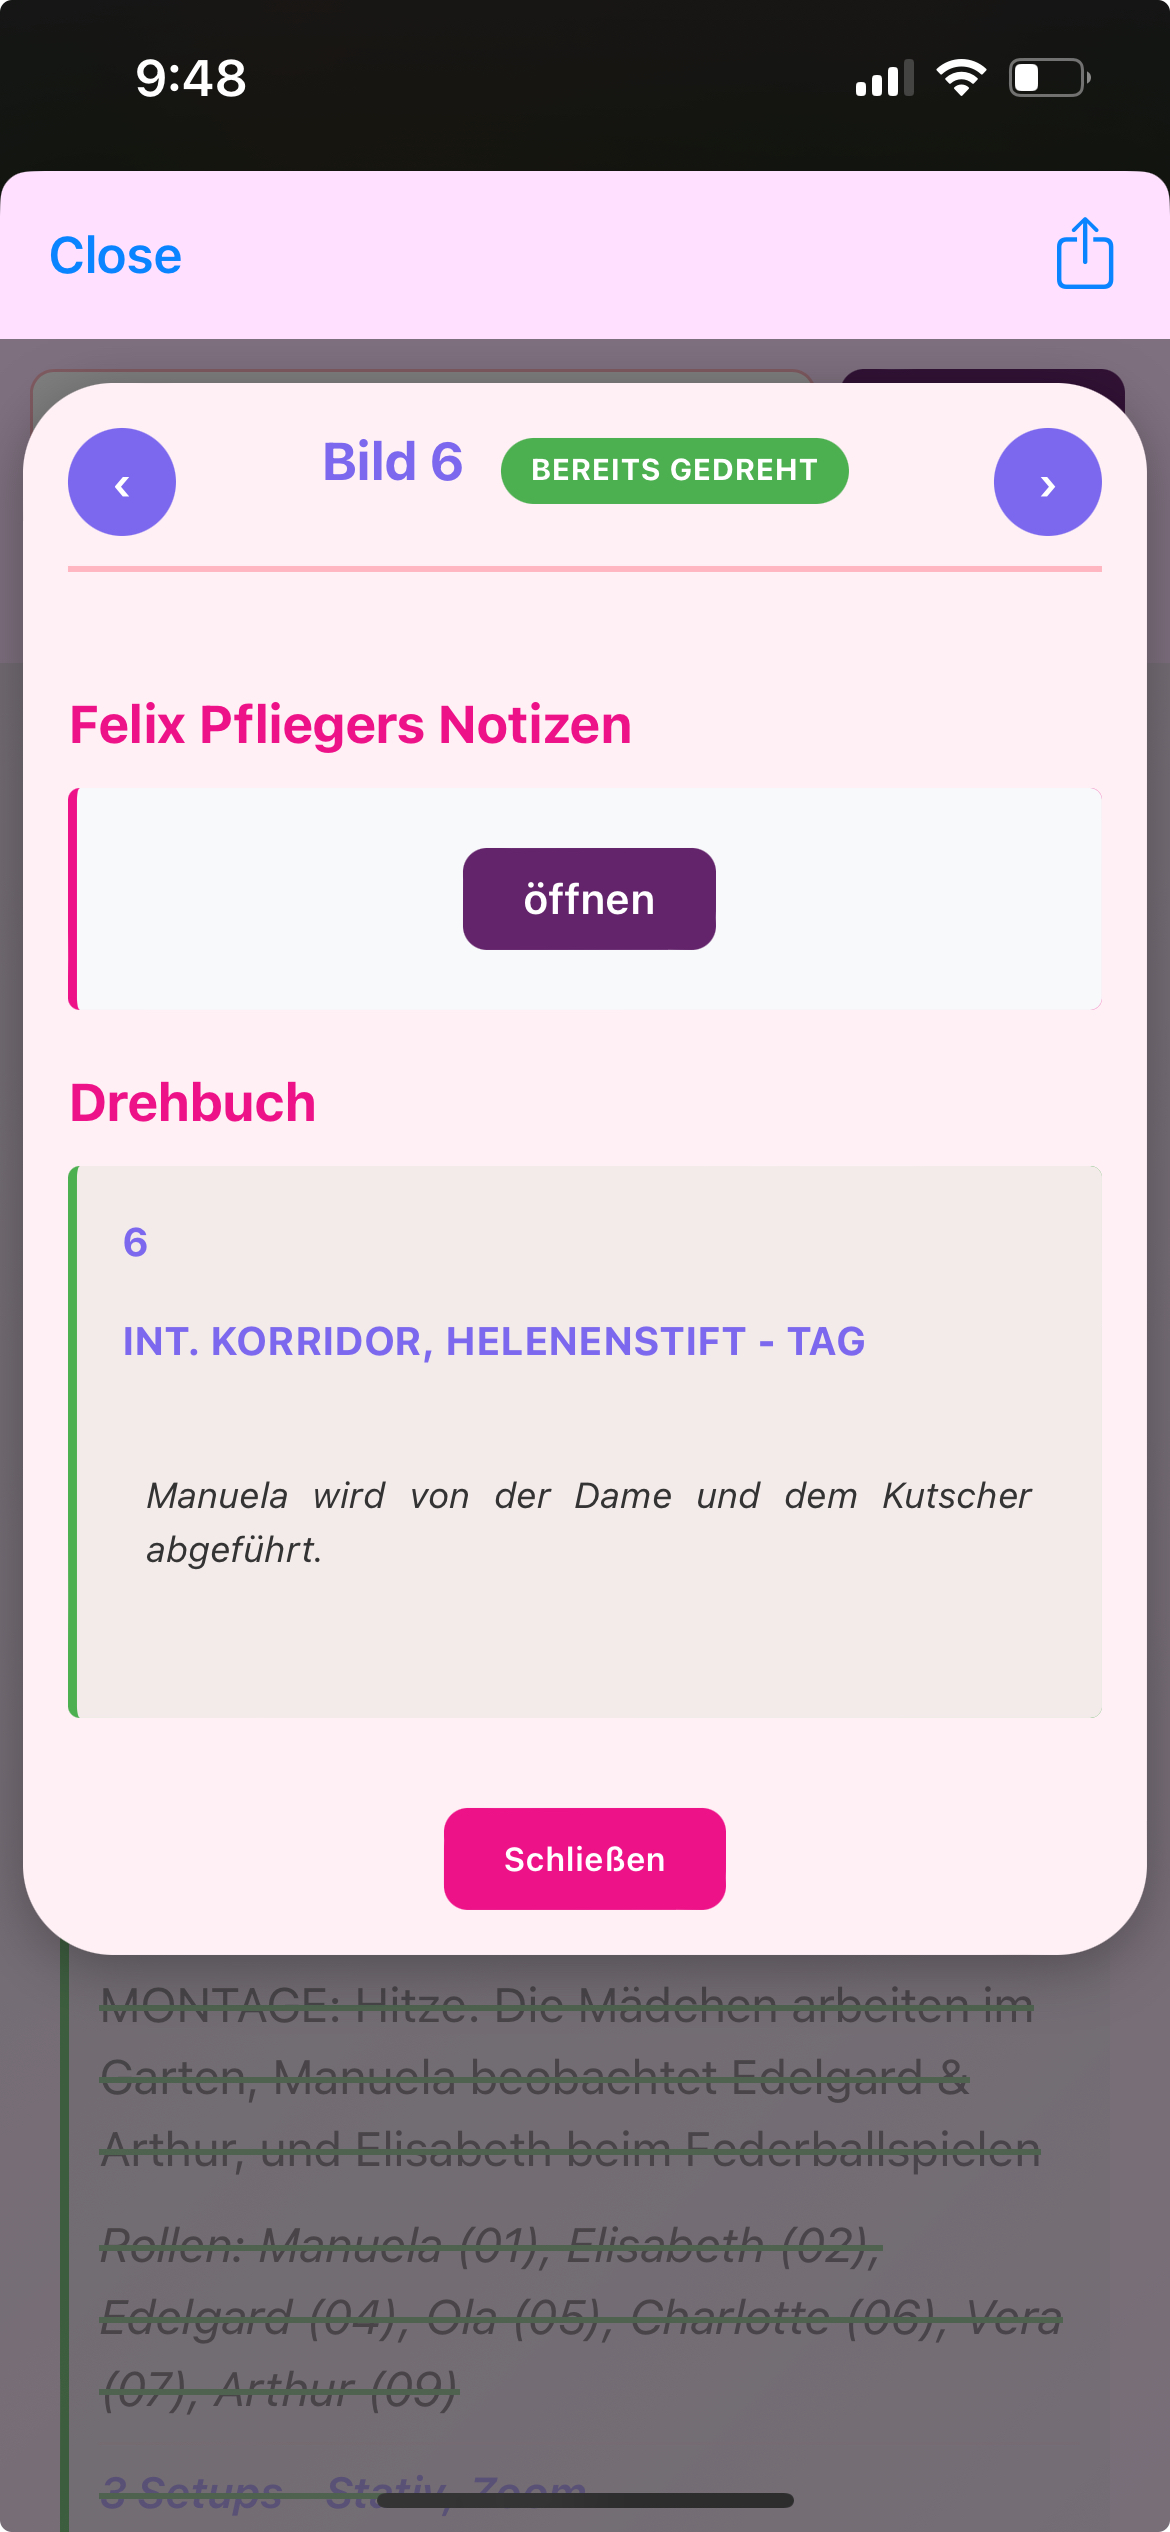 9:48
Close
‹
Bild 6
BEREITS GEDREHT
›
Felix Pfliegers Notizen
öffnen
Drehbuch
6
INT. KORRIDOR, HELENENSTIFT - TAG
Manuela wird von der Dame und dem Kutscher
abgeführt.
Schließen
MONTAGE: Hitze. Die Mädchen arbeiten im
Garten, Manuela beobachtet Edelgard &
Arthur, und Elisabeth beim Federballspielen
Rollen: Manuela (01), Elisabeth (02),
Edelgard (04), Ola (05), Charlotte (06), Vera
(07), Arthur (09)
3 Setups - Stativ, Zoom